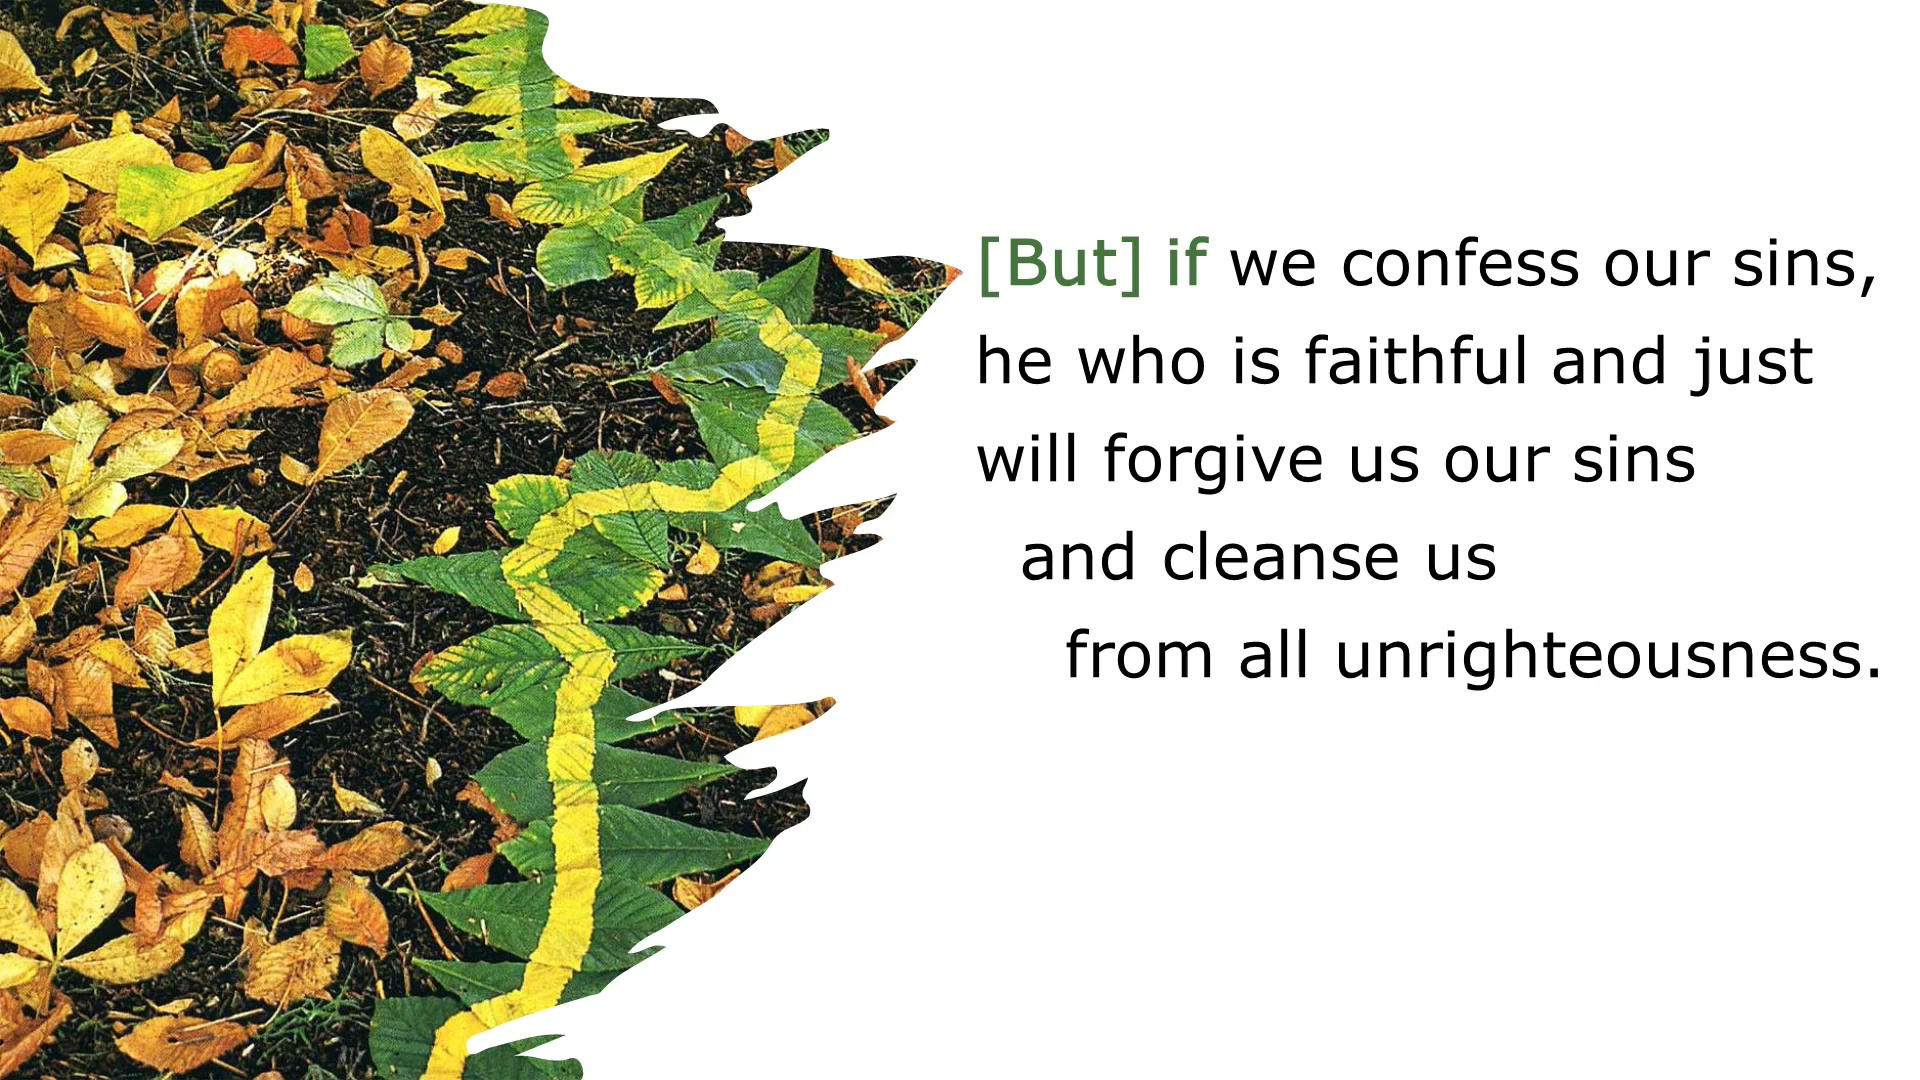 [But] if we confess our sins,
he who is faithful and just
will forgive us our sins
and cleanse us
from all unrighteousness.